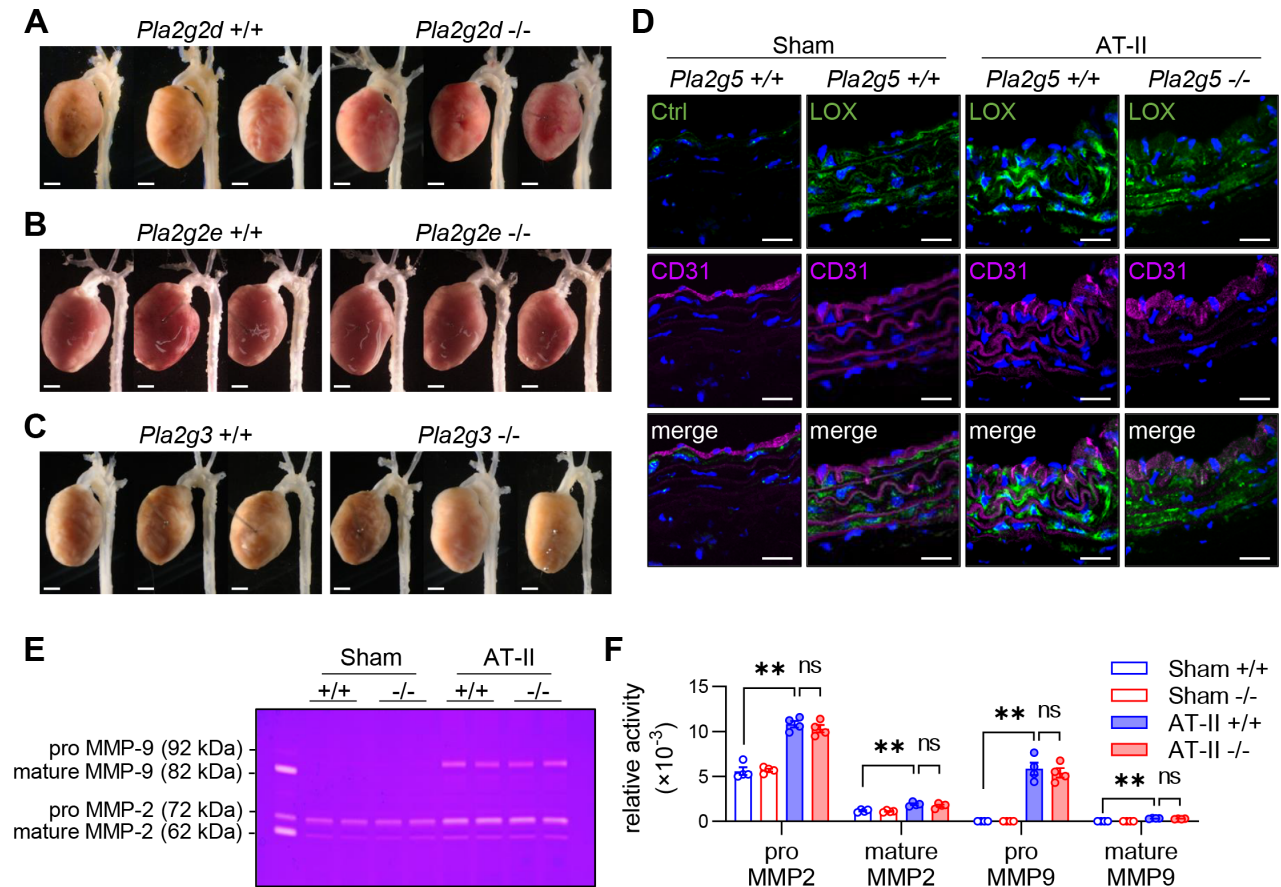 A
Pla2g2d +/+
Pla2g2d -/-
B
Pla2g2e +/+
Pla2g2e -/-
C
Pla2g3 +/+
Pla2g3 -/-
D
Sham
AT-II
Pla2g5 +/+
Pla2g5 +/+
Pla2g5 +/+
Pla2g5 -/-
Ctrl
LOX
LOX
LOX
CD31
CD31
CD31
CD31
merge
merge
merge
merge
E
Sham
AT-II
+/+
-/-
+/+
-/-
pro MMP-9 (92 kDa)
mature MMP-9 (82 kDa)
pro MMP-2 (72 kDa)
mature MMP-2 (62 kDa)
F
relative activity
(×10⁻³)
15
10
5
0
** ns
** ns
** ns
** ns
pro
MMP2
mature
MMP2
pro
MMP9
mature
MMP9
Sham +/+
Sham -/-
AT-II +/+
AT-II -/-